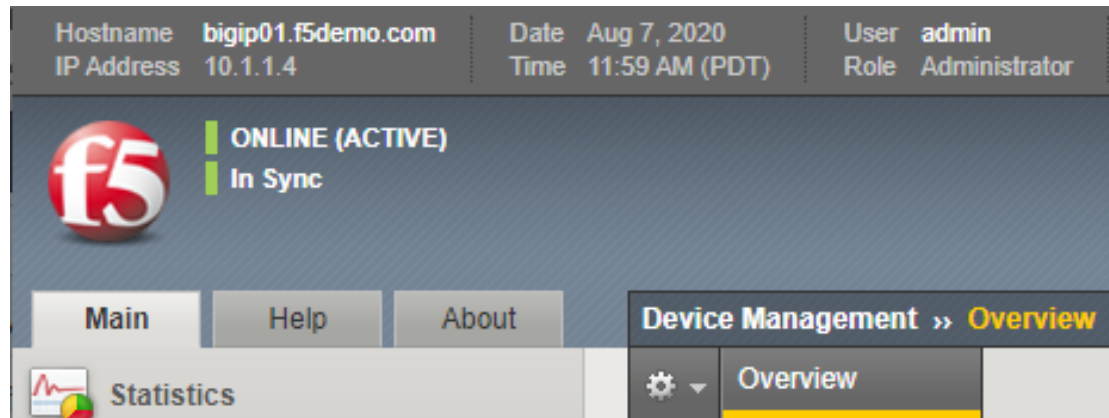 Hostname bigip01.f5demo.com Date Aug 7, 2020 User admin
IP Address 10.1.1.4 Time 11:59 AM (PDT) Role Administrator
f5
ONLINE (ACTIVE)
In Sync
Main Help About
Device Management ›› Overview
Statistics
Overview